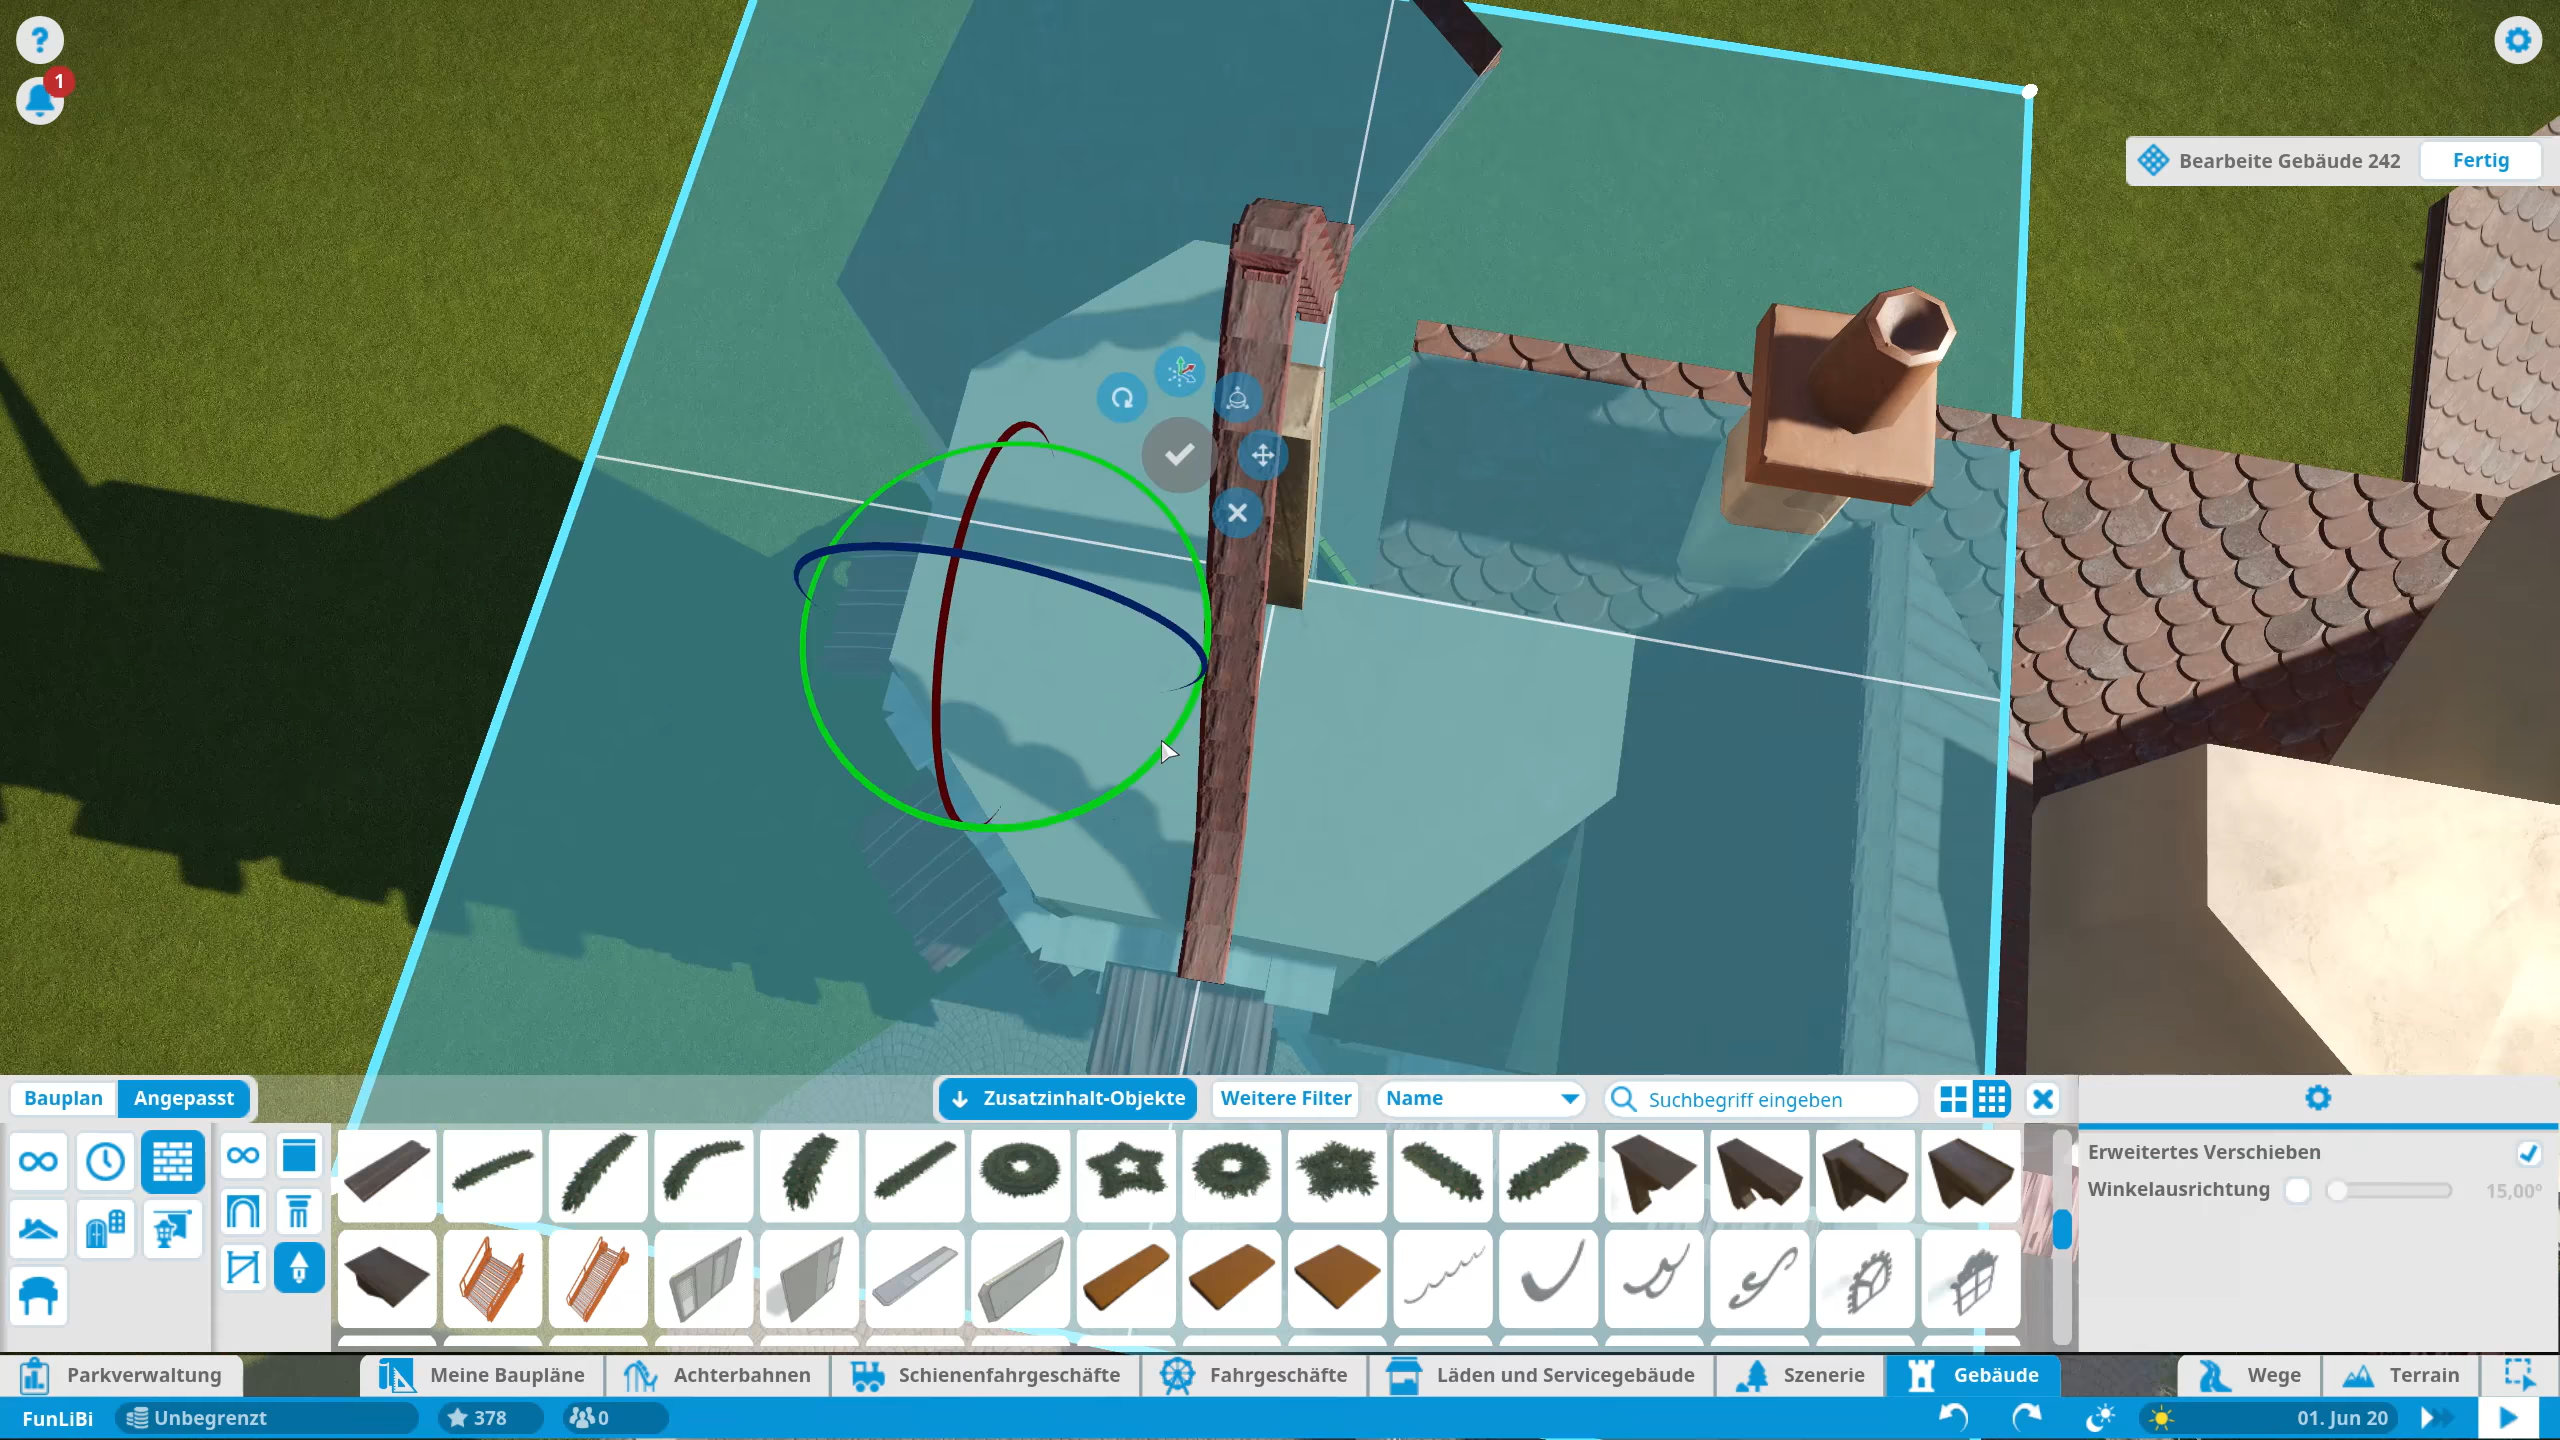 ?
1
Bearbeite Gebäude 242
Fertig
Bauplan
Angepasst
Zusatzinhalt-Objekte
Weitere Filter
Name
Suchbegriff eingeben
Erweitertes Verschieben
Winkelausrichtung
15,00°
Parkverwaltung
Meine Baupläne
Achterbahnen
Schienenfahrgeschäfte
Fahrgeschäfte
Läden und Servicegebäude
Szenerie
Gebäude
Wege
Terrain
FunLiBi
Unbegrenzt
378
0
01. Jun 20